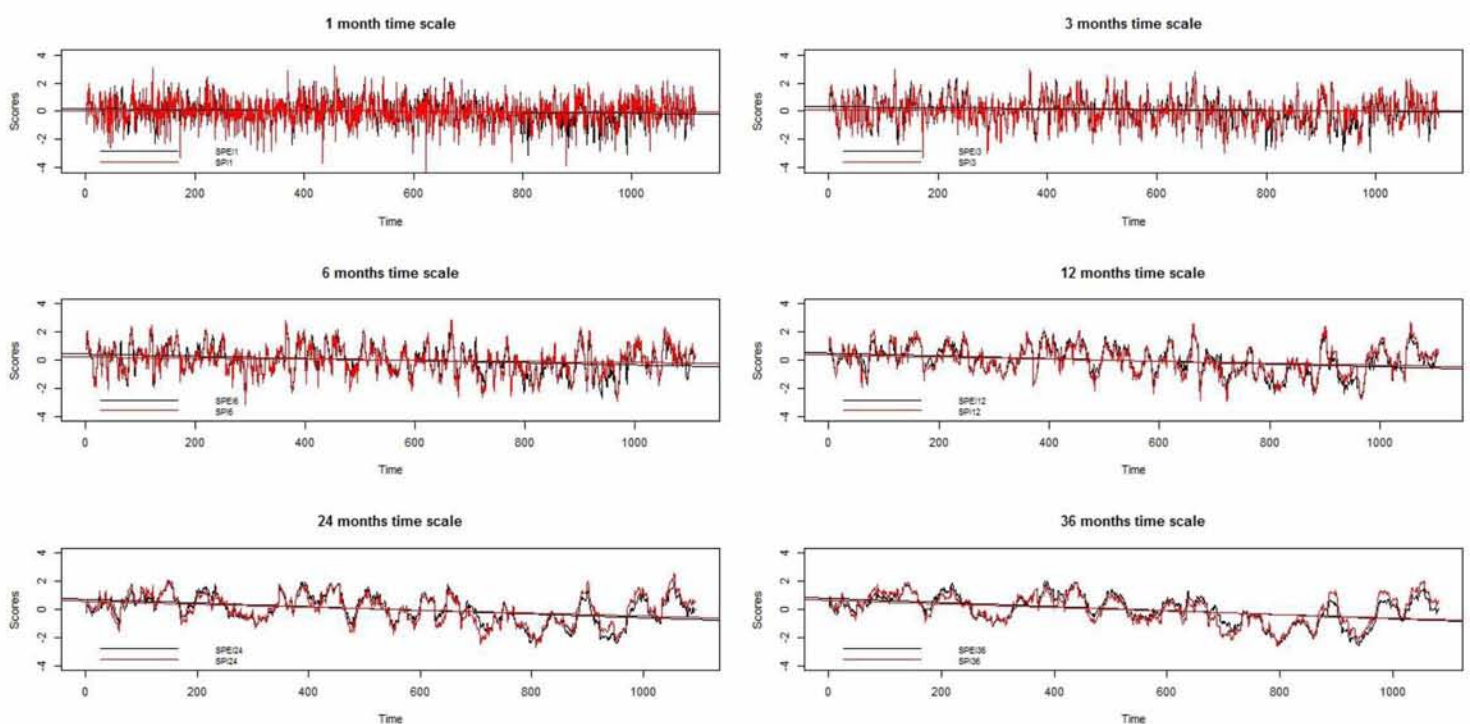 1 month time scale
Scores
4
2
0
-2
-4
SPEI1
SPI1
0 200 400 600 800 1000
Time
3 months time scale
Scores
4
2
0
-2
-4
SPEI3
SPI3
0 200 400 600 800 1000
Time
6 months time scale
Scores
4
2
0
-2
-4
SPEI6
SPI6
0 200 400 600 800 1000
Time
12 months time scale
Scores
4
2
0
-2
-4
SPEI12
SPI12
0 200 400 600 800 1000
Time
24 months time scale
Scores
4
2
0
-2
-4
SPEI24
SPI24
0 200 400 600 800 1000
Time
36 months time scale
Scores
4
2
0
-2
-4
SPEI36
SPI36
0 200 400 600 800 1000
Time